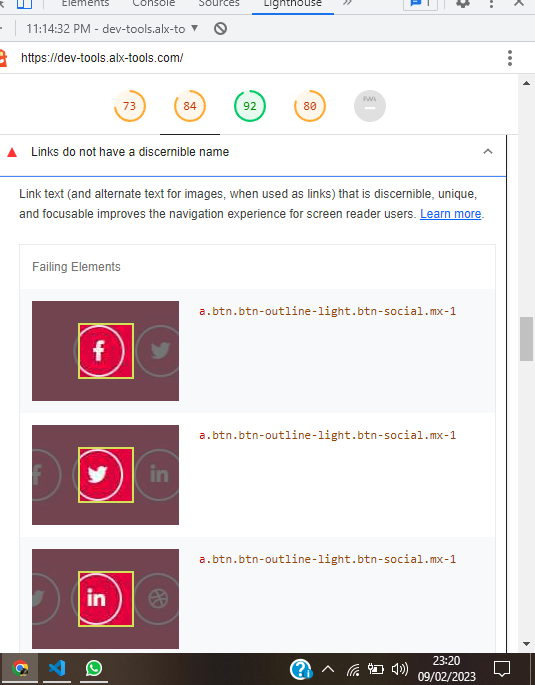 Elements Console Sources Lighthouse » 1
11:14:32 PM - dev-tools.alx-to ▼
https://dev-tools.alx-tools.com/
73 84 92 80 PWA
Links do not have a discernible name
Link text (and alternate text for images, when used as links) that is discernible, unique,
and focusable improves the navigation experience for screen reader users. Learn more.
Failing Elements
a.btn.btn-outline-light.btn-social.mx-1
f
a.btn.btn-outline-light.btn-social.mx-1
f in
a.btn.btn-outline-light.btn-social.mx-1
in
23:20
09/02/2023